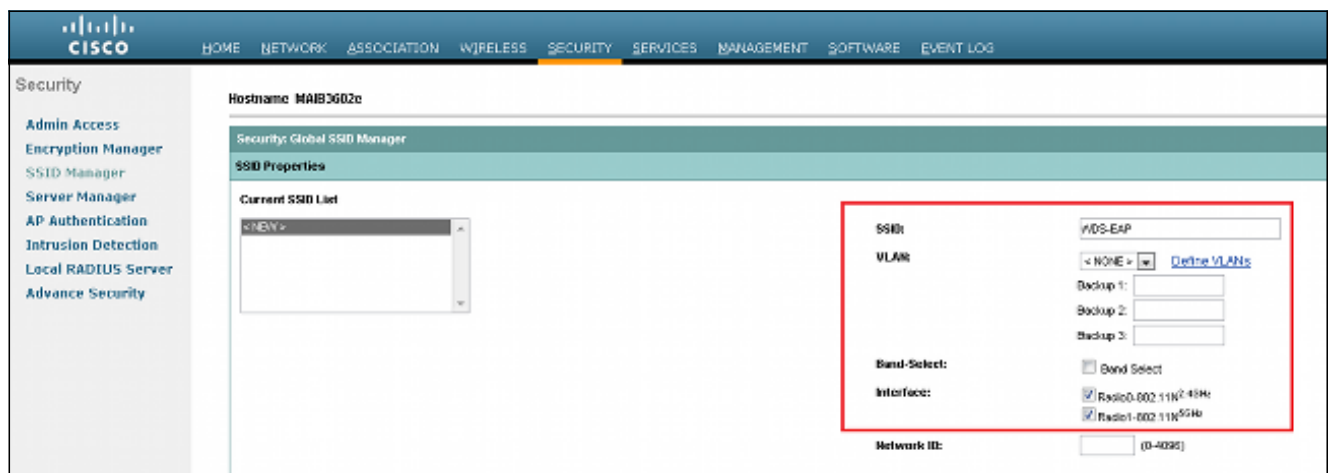 CISCO
HOME NETWORK ASSOCIATION WIRELESS SECURITY SERVICES MANAGEMENT SOFTWARE EVENT LOG
Security
Admin Access
Encryption Manager
SSID Manager
Server Manager
AP Authentication
Intrusion Detection
Local RADIUS Server
Advance Security
Hostname MAIB3602e
Security: Global SSID Manager
SSID Properties
Current SSID List
< NEW >
SSID: WDS-EAP
VLAN: < NONE > Define VLANs
Backup 1:
Backup 2:
Backup 3:
Band-Select: Band Select
Interface: Radio0-802.11N2.4GHz
Radio1-802.11N5GHz
Network ID: (0-4096)